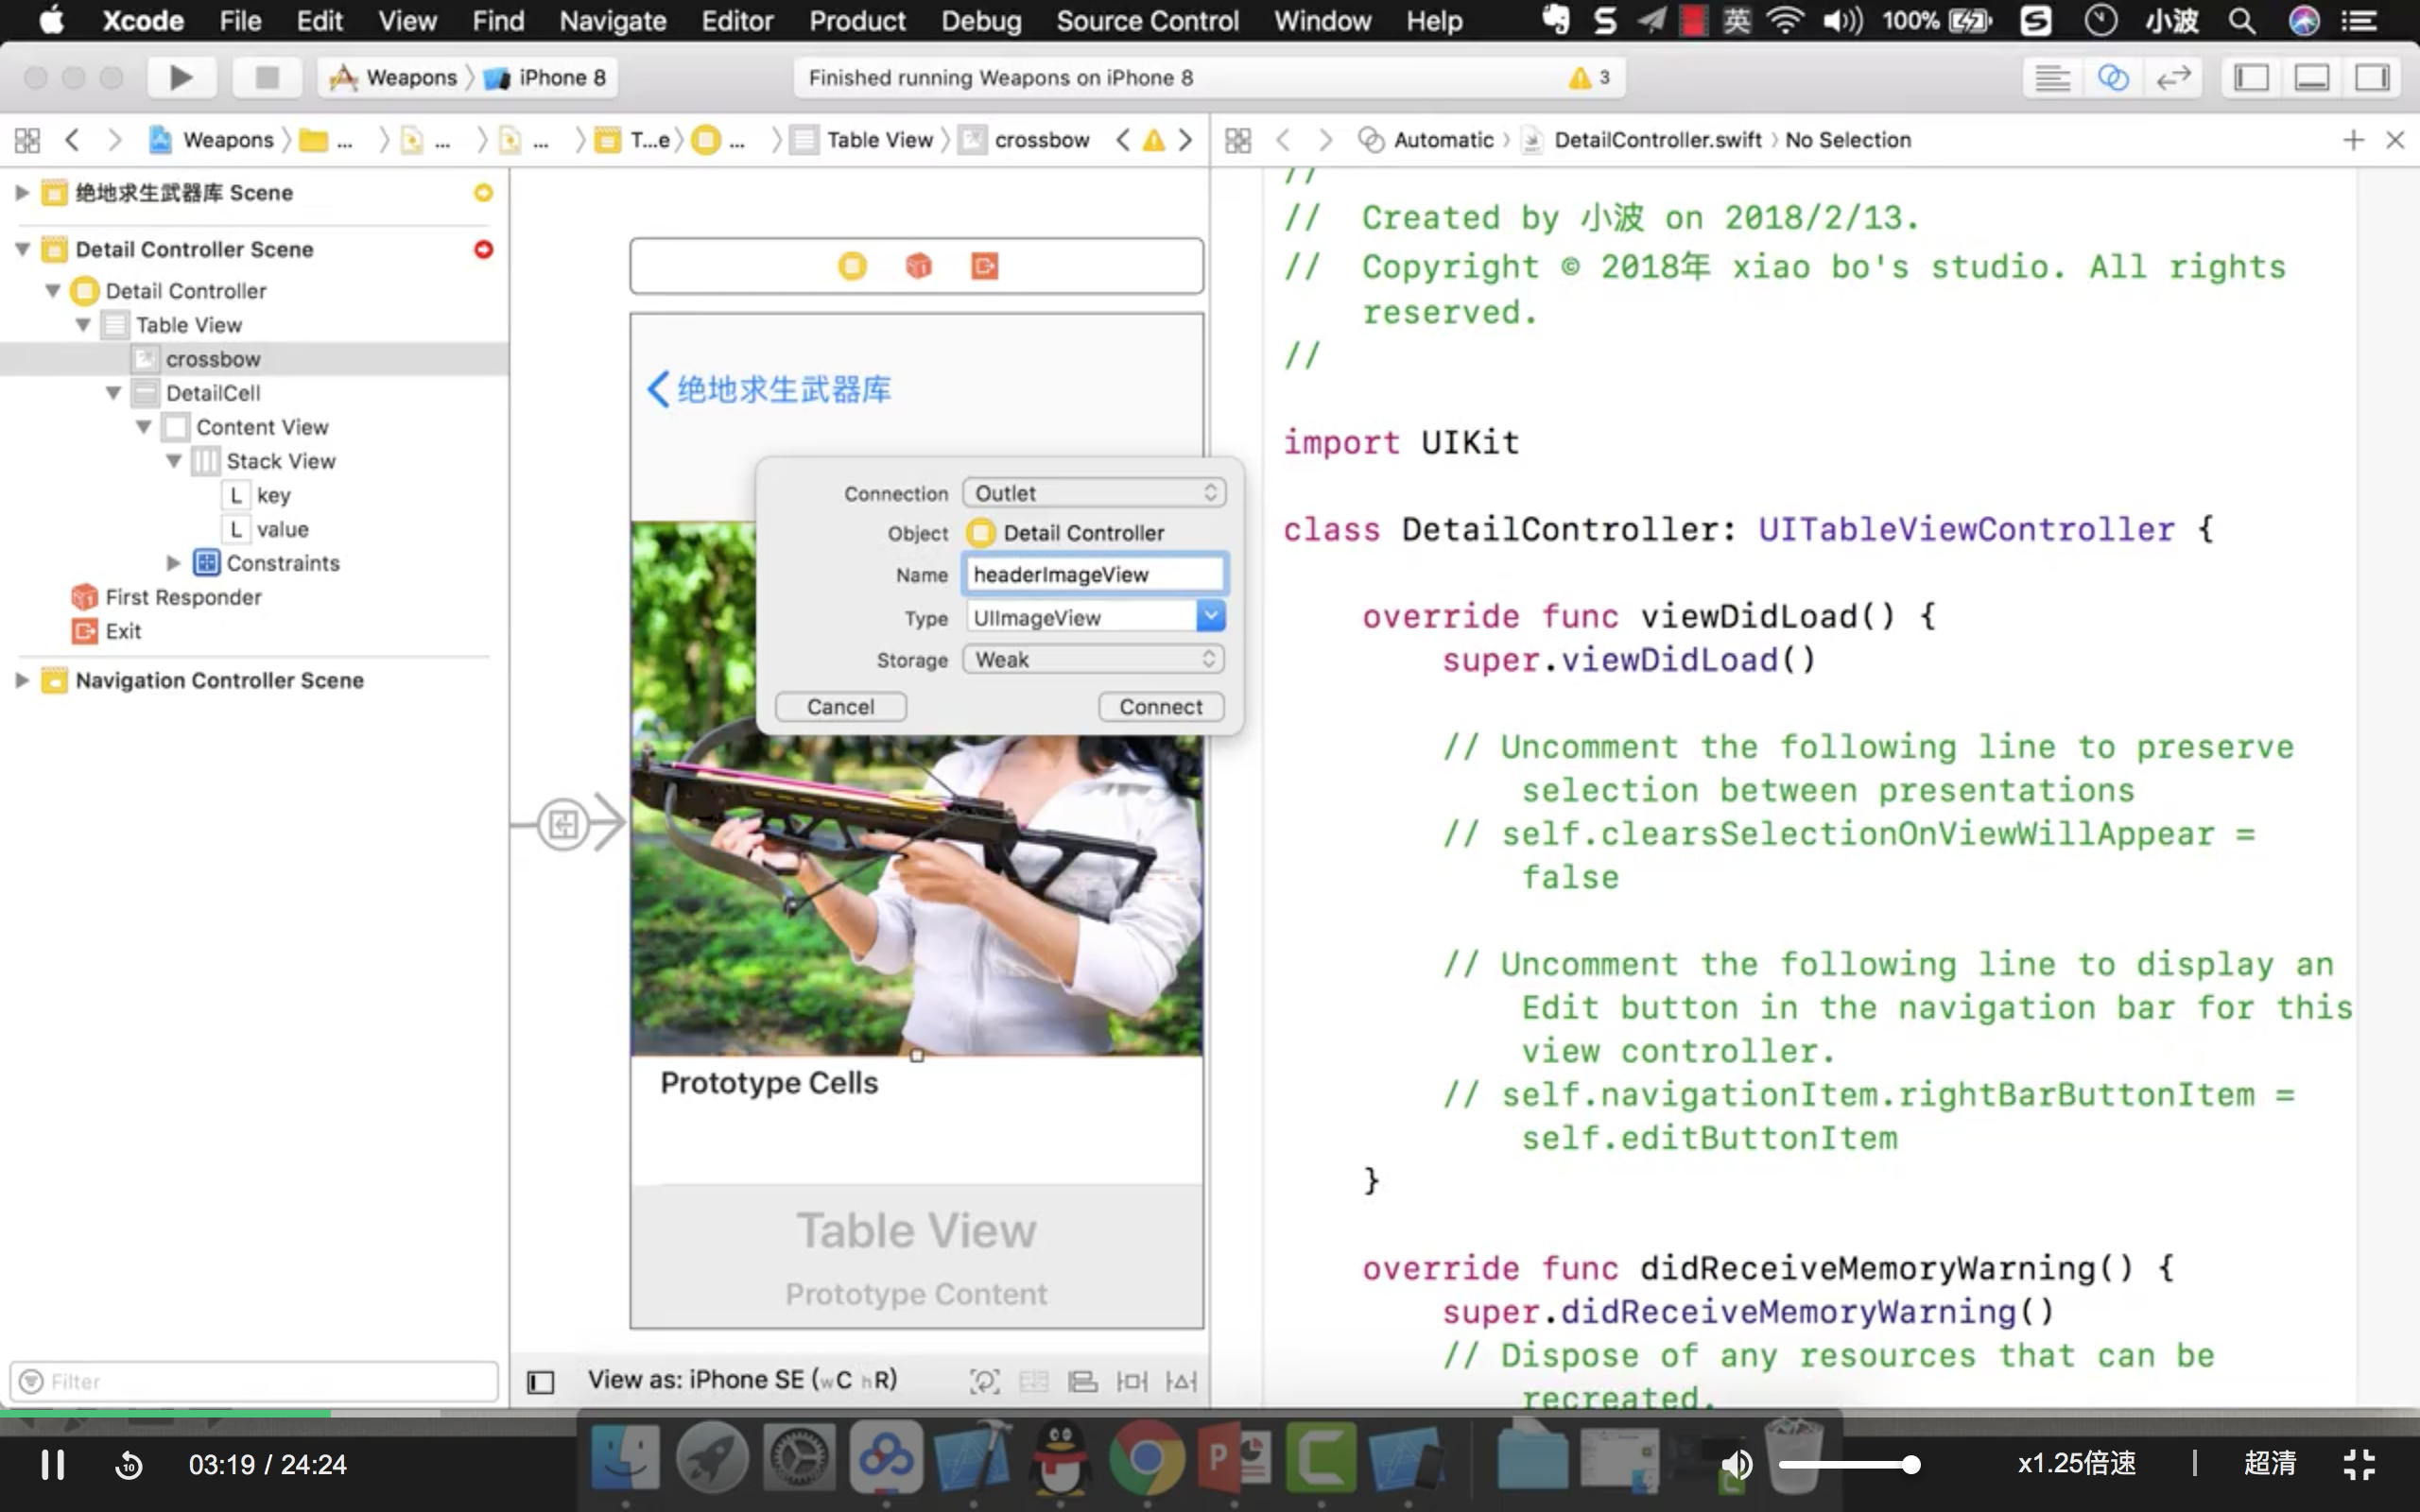 Xcode File Edit View Find Navigate Editor Product Debug Source Control Window Help 英 100% 小波
Weapons iPhone 8
Finished running Weapons on iPhone 8
3
Weapons ... ... ... T...e ... Table View crossbow
Automatic DetailController.swift No Selection
绝地求生武器库 Scene
Detail Controller Scene
Detail Controller
Table View
crossbow
DetailCell
Content View
Stack View
L key
L value
Constraints
First Responder
Exit
Navigation Controller Scene
Filter
绝地求生武器库
Connection Outlet
Object Detail Controller
Name headerImageView
Type UIImageView
Storage Weak
Cancel Connect
Prototype Cells
Table View
Prototype Content
View as: iPhone SE (wC hR)
//
// Created by 小波 on 2018/2/13.
// Copyright © 2018年 xiao bo's studio. All rights
reserved.
//
import UIKit
class DetailController: UITableViewController {
override func viewDidLoad() {
super.viewDidLoad()
// Uncomment the following line to preserve
selection between presentations
// self.clearsSelectionOnViewWillAppear =
false
// Uncomment the following line to display an
Edit button in the navigation bar for this
view controller.
// self.navigationItem.rightBarButtonItem =
self.editButtonItem
}
override func didReceiveMemoryWarning() {
super.didReceiveMemoryWarning()
// Dispose of any resources that can be
recreated.
10 03:19 / 24:24
x1.25倍速 | 超清